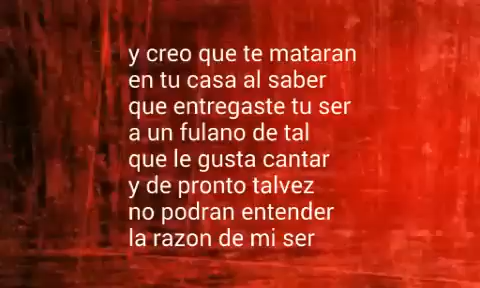 y creo que te mataran
en tu casa al saber
que entregaste tu ser
a un fulano de tal
que le gusta cantar
y de pronto talvez
no podran entender
la razon de mi ser